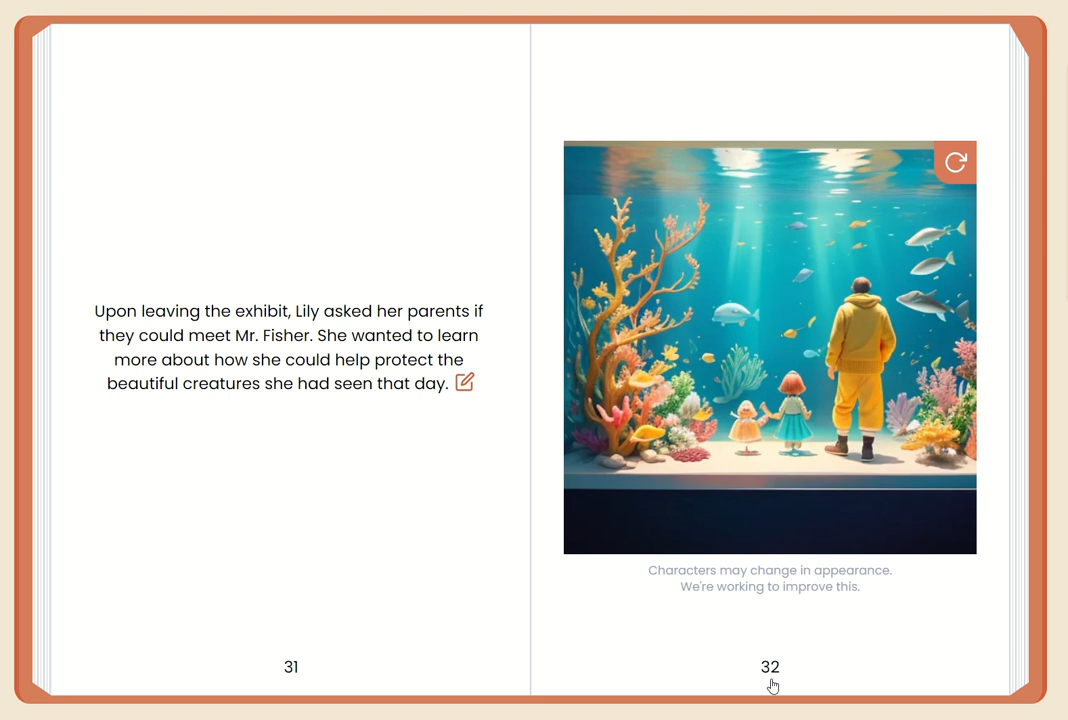 Upon leaving the exhibit, Lily asked her parents if
they could meet Mr. Fisher. She wanted to learn
more about how she could help protect the
beautiful creatures she had seen that day.
31
Characters may change in appearance.
We're working to improve this.
32